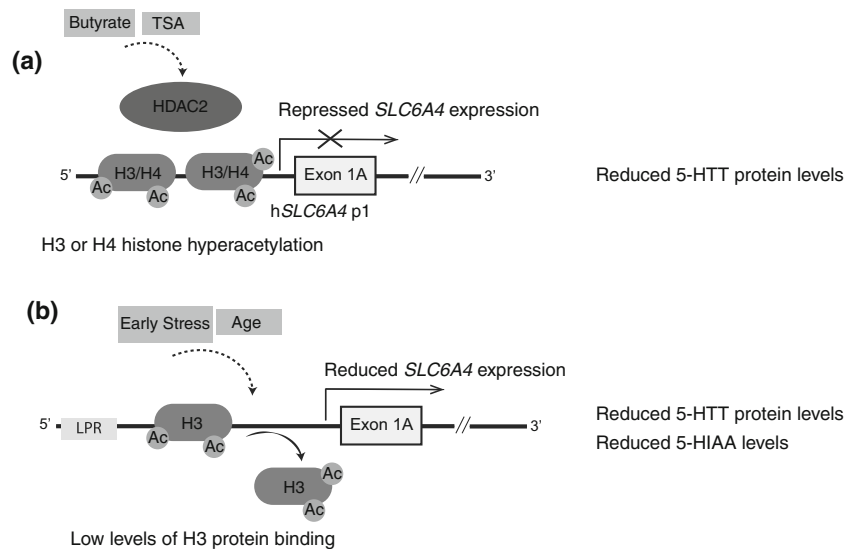 Butyrate TSA
(a)
HDAC2
Repressed SLC6A4 expression
5' H3/H4 H3/H4 Ac Exon 1A 3' Reduced 5-HTT protein levels
Ac Ac Ac
hSLC6A4 p1
H3 or H4 histone hyperacetylation
(b)
Early Stress Age
Reduced SLC6A4 expression
5' LPR H3 Exon 1A 3' Reduced 5-HTT protein levels
Ac Ac Reduced 5-HIAA levels
H3 Ac
Ac
Low levels of H3 protein binding